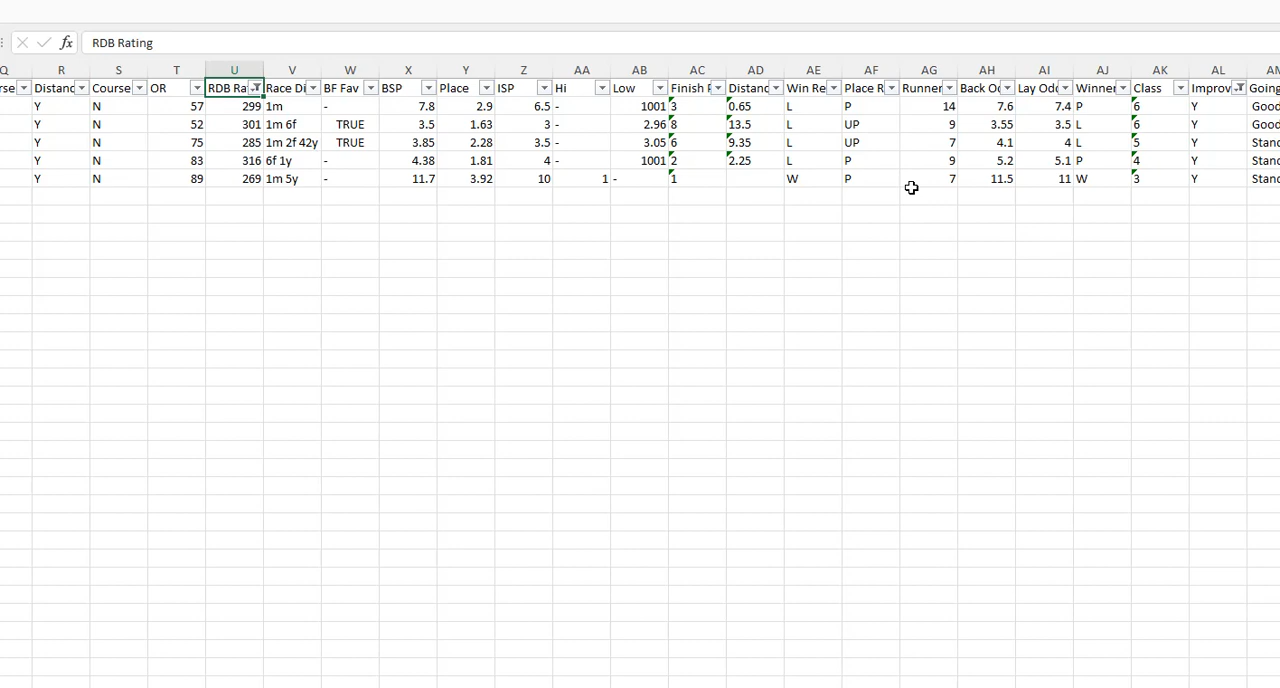 fx RDB Rating
Q R S T U V W X Y Z AA AB AC AD AE AF AG AH AI AJ AK AL AM
rse Distanc Course OR RDB Ra Race Di BF Fav BSP Place ISP Hi Low Finish P Distanc Win Re Place R Runner Back Od Lay Odd Winner Class Improv Going
Y N 57 299 1m - 7.8 2.9 6.5 - 1001 3 0.65 L P 14 7.6 7.4 P 6 Y Good
Y N 52 301 1m 6f TRUE 3.5 1.63 3 - 2.96 8 13.5 L UP 9 3.55 3.5 L 6 Y Good
Y N 75 285 1m 2f 42y TRUE 3.85 2.28 3.5 - 3.05 6 9.35 L UP 7 4.1 4 L 5 Y Stanc
Y N 83 316 6f 1y - 4.38 1.81 4 - 1001 2 2.25 L P 9 5.2 5.1 P 4 Y Stanc
Y N 89 269 1m 5y - 11.7 3.92 10 1 - 1 W P 7 11.5 11 W 3 Y Stanc